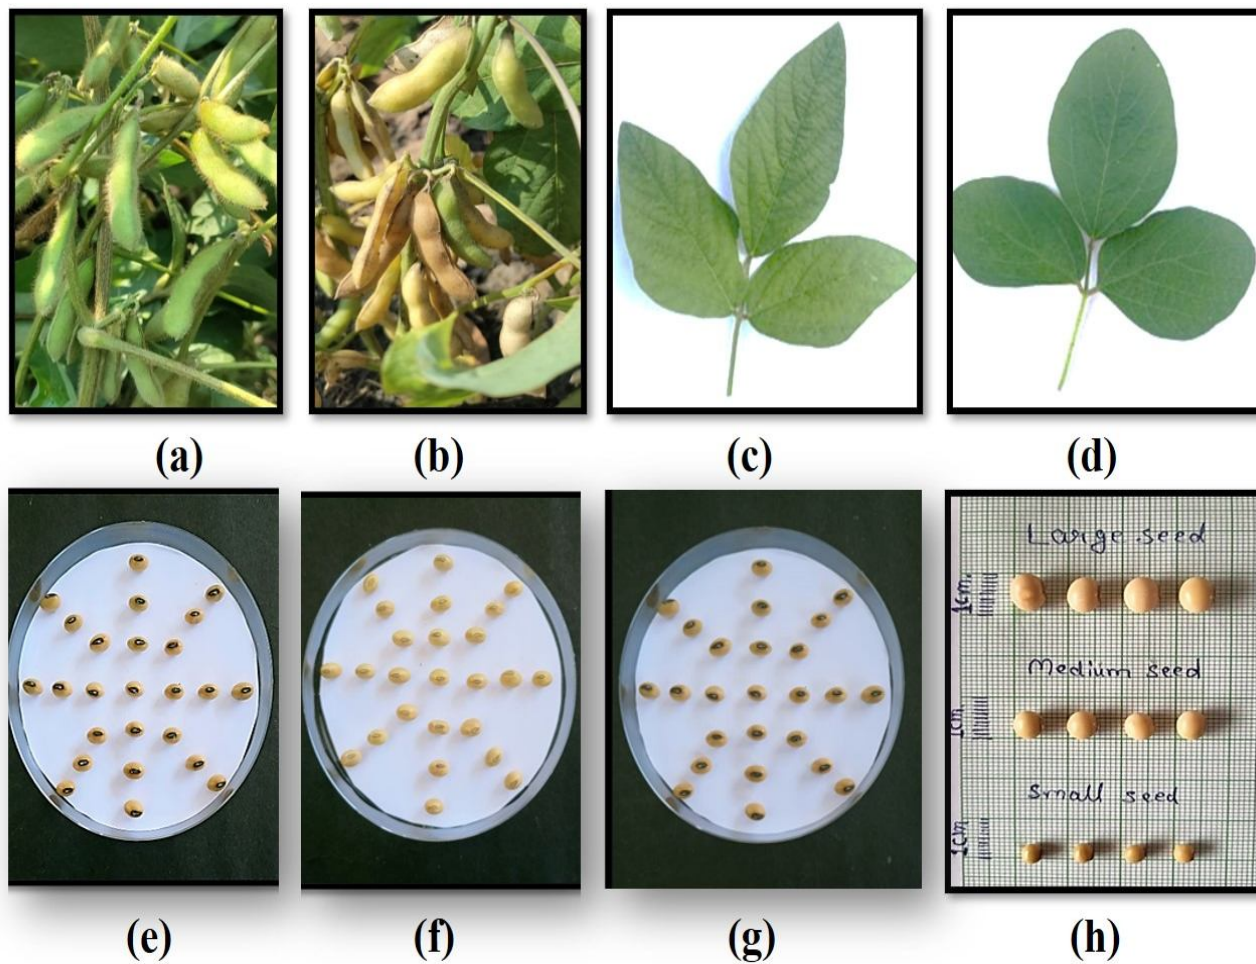 (a) (b) (c) (d)
Large seed
1cm.
Medium seed
1cm
Small seed
1cm
(e) (f) (g) (h)